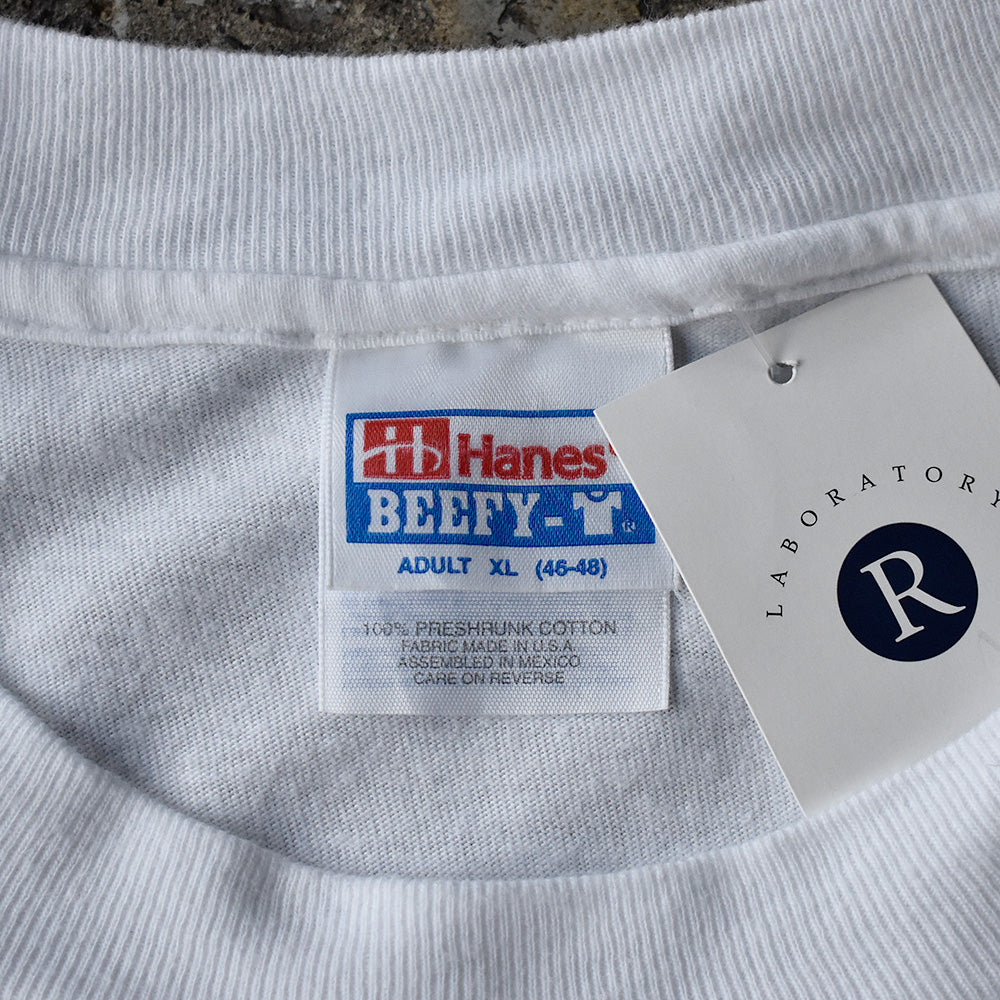 Hanes
BEEFY-T®
ADULT XL (46-48)
100% PRESHRUNK COTTON
FABRIC MADE IN U.S.A.
ASSEMBLED IN MEXICO
CARE ON REVERSE
LABORATORY
R